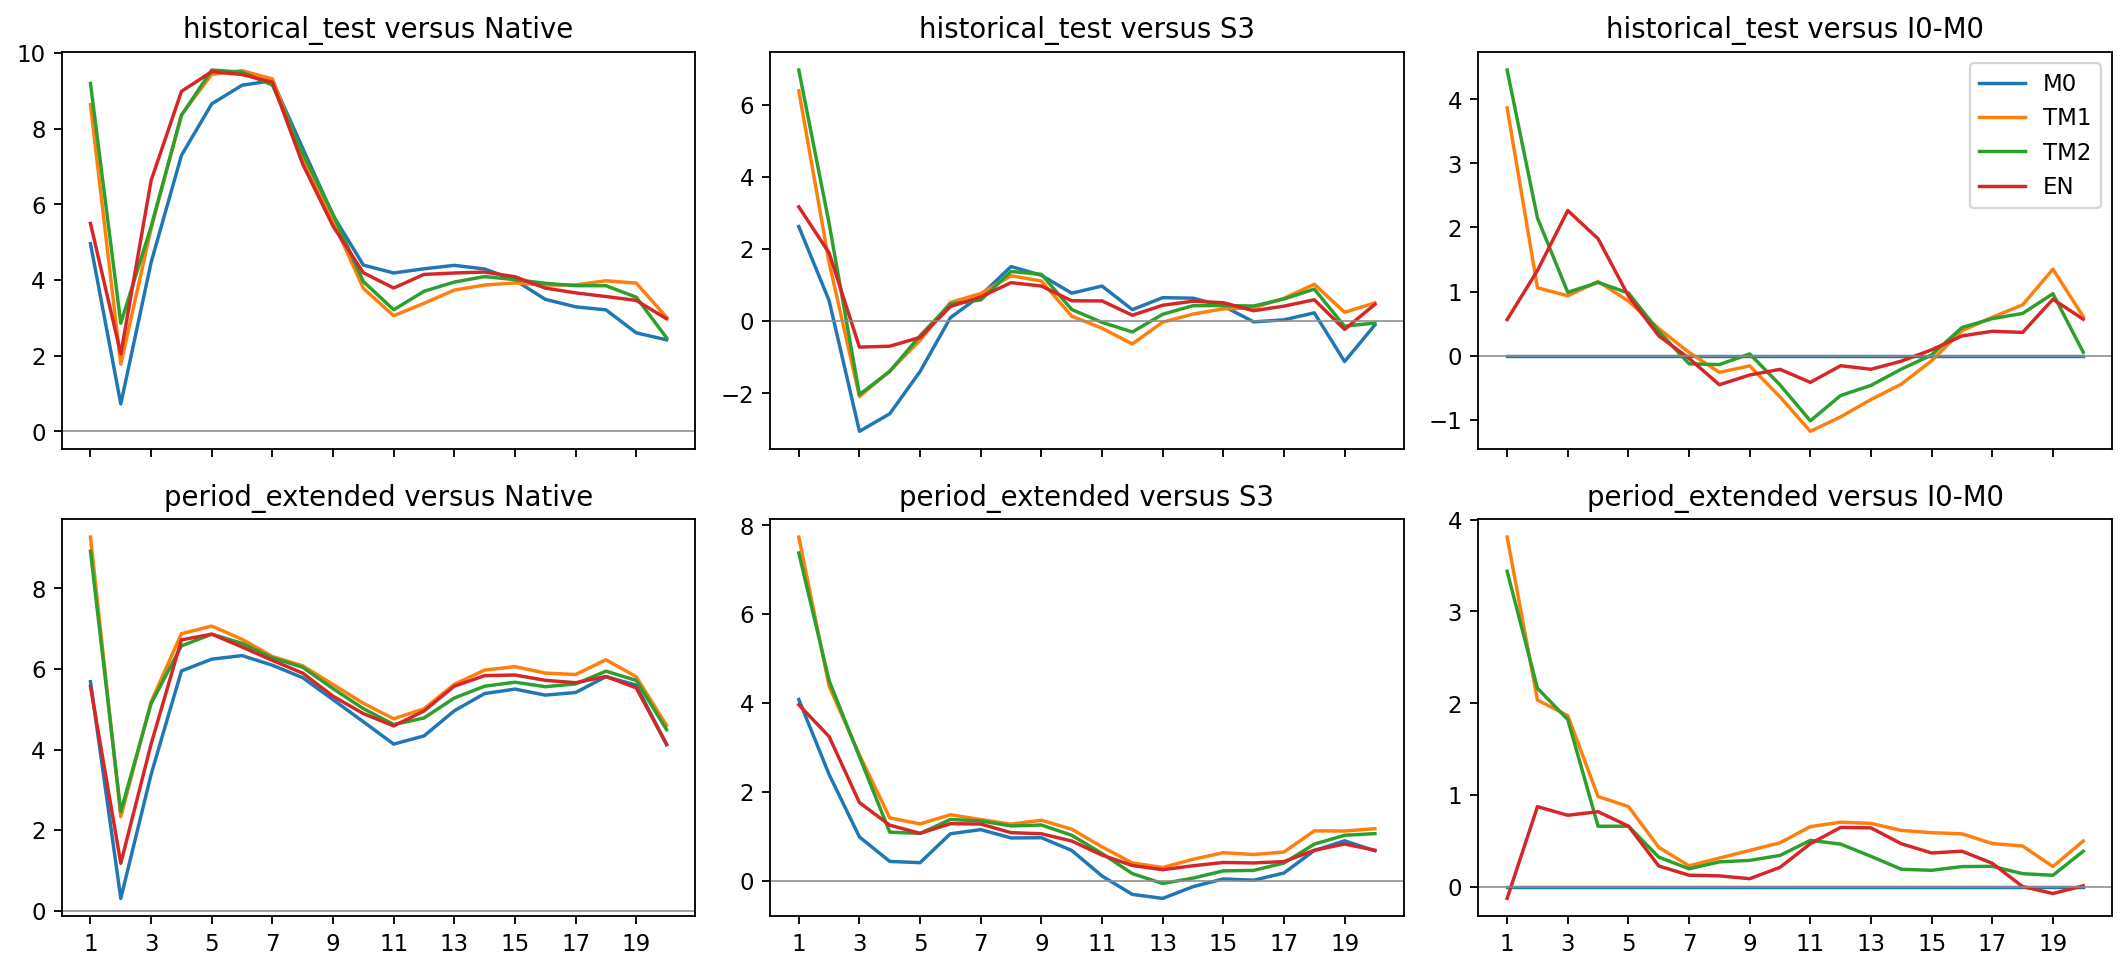 historical_test versus Native
historical_test versus S3
historical_test versus I0-M0
10
8
6
4
2
0
6
4
2
0
−2
4
3
2
1
0
−1
M0
TM1
TM2
EN
period_extended versus Native
period_extended versus S3
period_extended versus I0-M0
8
6
4
2
0
8
6
4
2
0
4
3
2
1
0
1 3 5 7 9 11 13 15 17 19
1 3 5 7 9 11 13 15 17 19
1 3 5 7 9 11 13 15 17 19